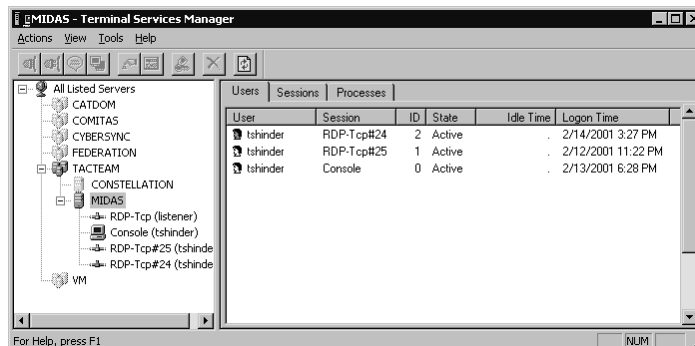 MIDAS - Terminal Services Manager
Actions View Tools Help
All Listed Servers
CATDOM
COMITAS
CYBERSYNC
FEDERATION
TACTEAM
CONSTELLATION
MIDAS
RDP-Tcp (listener)
Console (tshinder)
RDP-Tcp#25 (tshinde
RDP-Tcp#24 (tshinde
VM
Users Sessions Processes
User Session ID State Idle Time Logon Time
tshinder RDP-Tcp#24 2 Active . 2/14/2001 3:27 PM
tshinder RDP-Tcp#25 1 Active . 2/12/2001 11:22 PM
tshinder Console 0 Active . 2/13/2001 6:28 PM
For Help, press F1
NUM